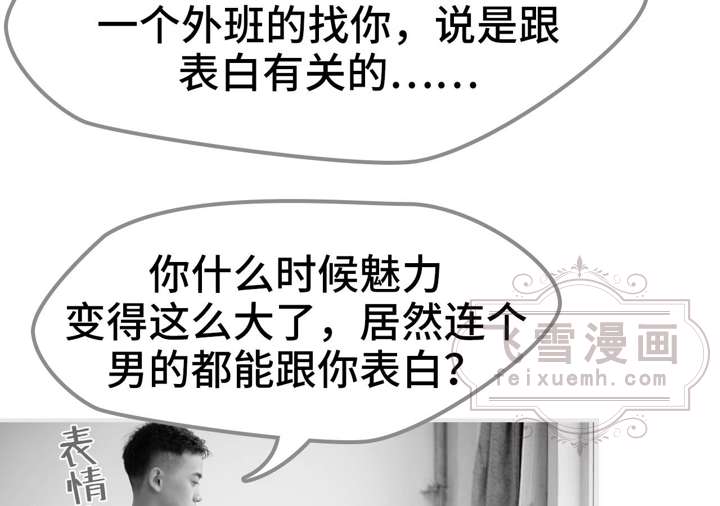 一个外班的找你，说是跟
表白有关的……
你什么时候魅力
变得这么大了，居然连个
男的都能跟你表白？
飞雪漫画
feixuemh.com
表情